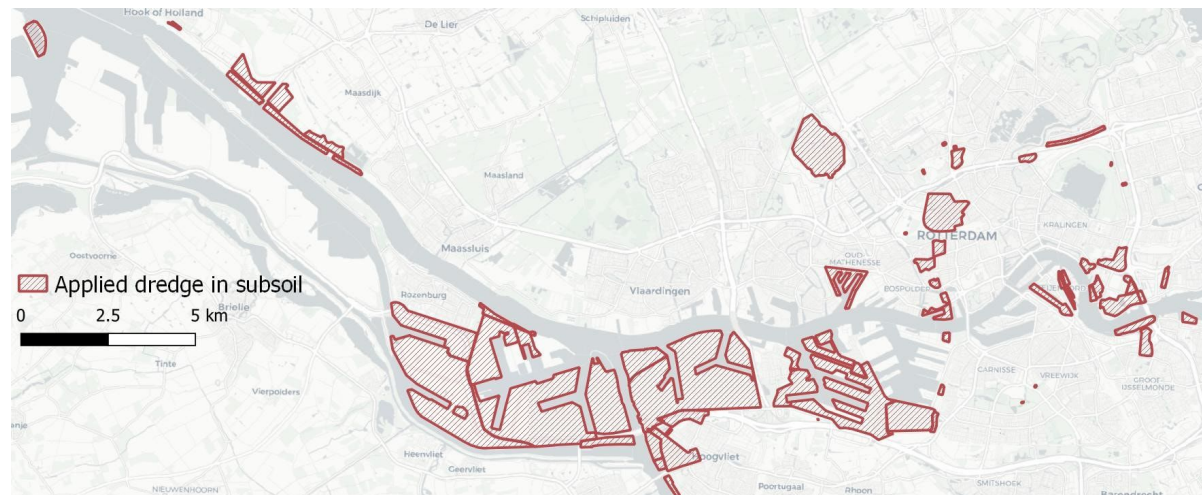 Hook of Holland
De Lier
Schipluiden
Maasdijk
Maasland
Maassluis
KRALINGEN
ROTTERDAM
OUD-
MATHENESSE
Oostvoorne
Applied dredge in subsoil
Rozenburg
Vlaardingen
BOSPOLDER
Brielle
0 2.5 5 km
Tinte
CARNISSE
VREEWIJK
GROOT-
IJSSELMONDE
Vierpolders
Heenvliet
Hoogvliet
Geervliet
NIEUWENHOORN
Poortugaal
Rhoon
SMITSHOEK
Barendrecht